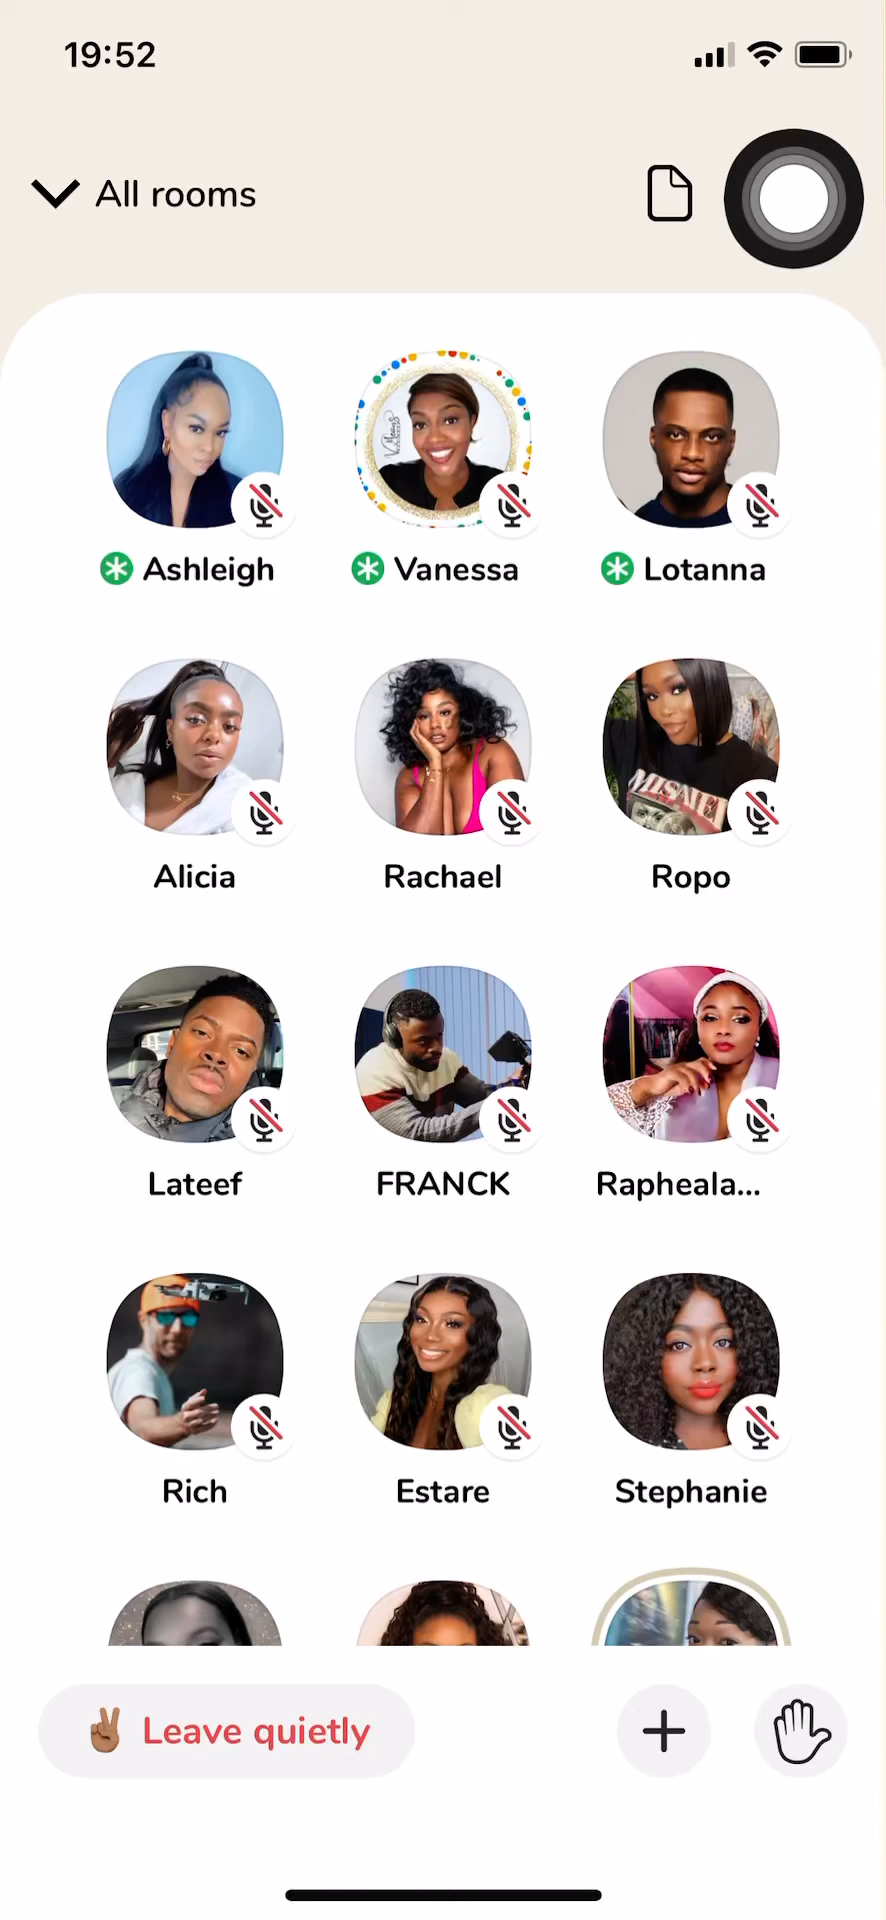 19:52
All rooms
Ashleigh
Vanessa
Lotanna
Alicia
Rachael
Ropo
Lateef
FRANCK
Rapheala...
Rich
Estare
Stephanie
Leave quietly